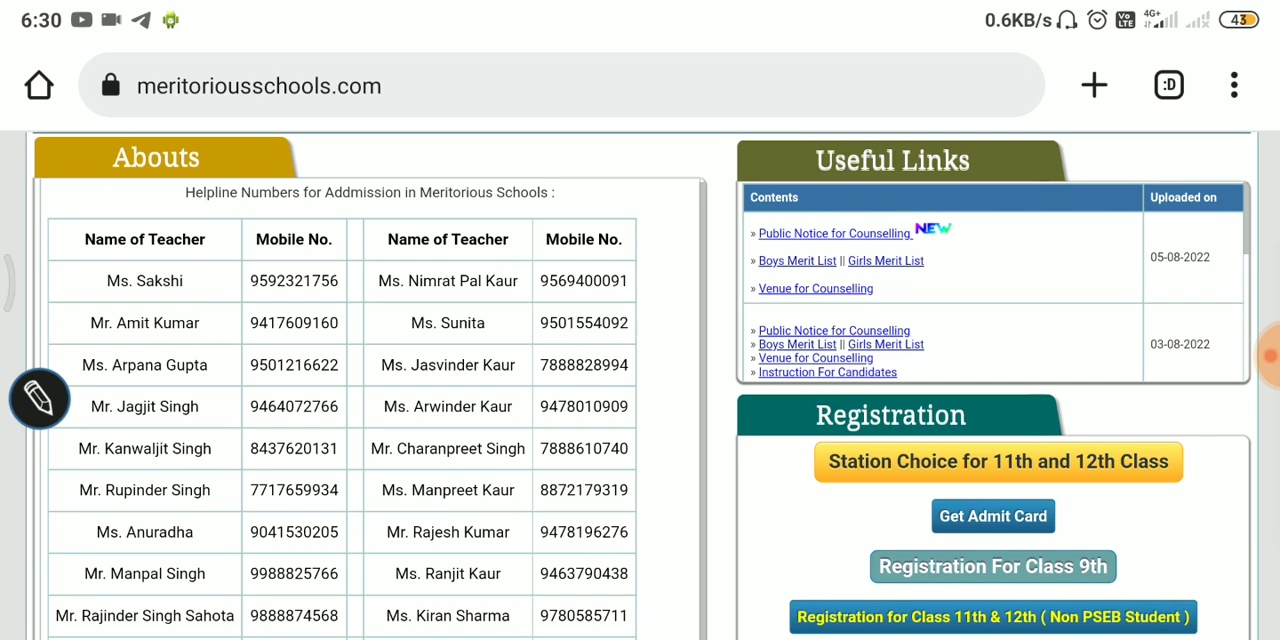 6:30
0.6KB/s
Vo LTE
4G+
43
meritoriousschools.com
:D
Abouts
Helpline Numbers for Addmission in Meritorious Schools :
Name of Teacher Mobile No. Name of Teacher Mobile No.
Ms. Sakshi 9592321756 Ms. Nimrat Pal Kaur 9569400091
Mr. Amit Kumar 9417609160 Ms. Sunita 9501554092
Ms. Arpana Gupta 9501216622 Ms. Jasvinder Kaur 7888828994
Mr. Jagjit Singh 9464072766 Ms. Arwinder Kaur 9478010909
Mr. Kanwaljit Singh 8437620131 Mr. Charanpreet Singh 7888610740
Mr. Rupinder Singh 7717659934 Ms. Manpreet Kaur 8872179319
Ms. Anuradha 9041530205 Mr. Rajesh Kumar 9478196276
Mr. Manpal Singh 9988825766 Ms. Ranjit Kaur 9463790438
Mr. Rajinder Singh Sahota 9888874568 Ms. Kiran Sharma 9780585711
Useful Links
Contents Uploaded on
» Public Notice for Counselling NEW
» Boys Merit List || Girls Merit List
05-08-2022
» Venue for Counselling
» Public Notice for Counselling
» Boys Merit List || Girls Merit List 03-08-2022
» Venue for Counselling
» Instruction For Candidates
Registration
Station Choice for 11th and 12th Class
Get Admit Card
Registration For Class 9th
Registration for Class 11th & 12th ( Non PSEB Student )